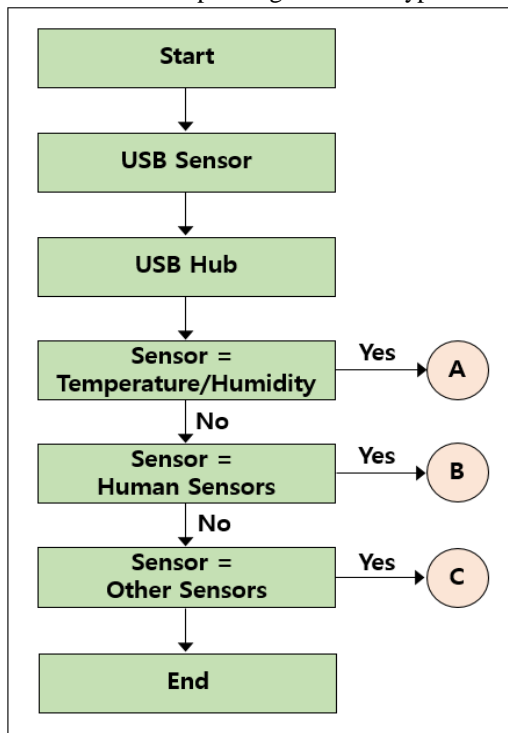 Start
USB Sensor
USB Hub
Sensor =
Temperature/Humidity
Yes
A
No
Sensor =
Human Sensors
Yes
B
No
Sensor =
Other Sensors
Yes
C
End